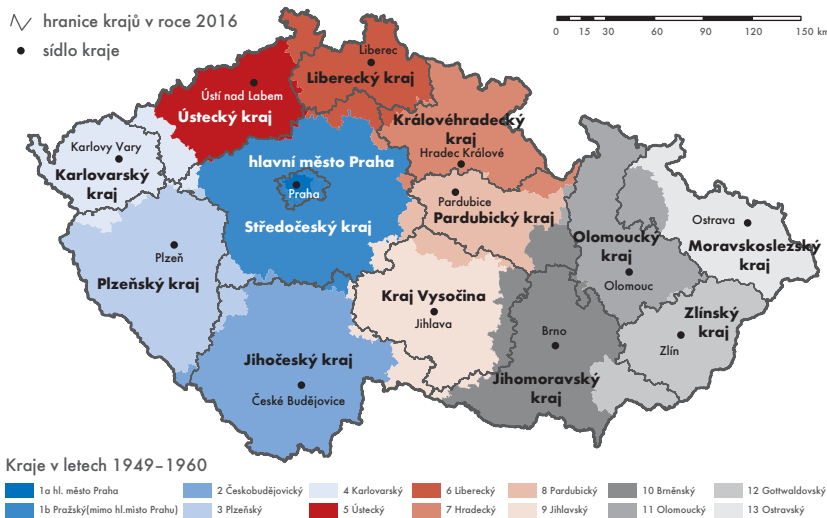 hranice krajů v roce 2016
sídlo kraje
0 15 30 60 90 120 150 km
Liberec
Liberecký kraj
Ústí nad Labem
Ústecký kraj
Královéhradecký
kraj
Hradec Králové
Karlovy Vary
Karlovarský
kraj
hlavní město Praha
Praha
Středočeský kraj
Pardubice
Pardubický kraj
Ostrava
Moravskoslezský
kraj
Olomoucký
kraj
Olomouc
Plzeň
Plzeňský kraj
Kraj Vysočina
Jihlava
Zlínský
kraj
Zlín
Brno
Jihomoravský
kraj
Jihočeský kraj
České Budějovice
Kraje v letech 1949–1960
1a hl. město Praha
2 Českobudějovický
4 Karlovarský
6 Liberecký
8 Pardubický
10 Brněnský
12 Gottwaldovský
1b Pražský(mimo hl.misto Prahu)
3 Plzeňský
5 Ústecký
7 Hradecký
9 Jihlavský
11 Olomoucký
13 Ostravský